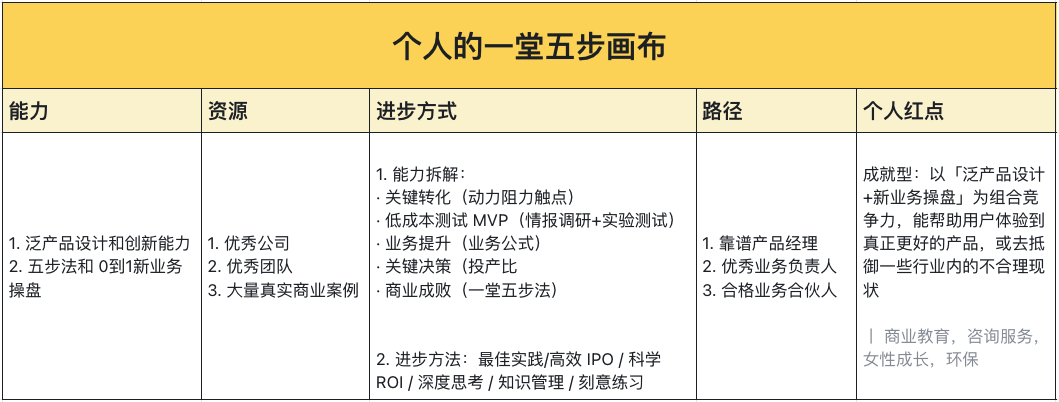 个人的一堂五步画布
能力
资源
进步方式
路径
个人红点
1. 泛产品设计和创新能力
2. 五步法和 0到1新业务
操盘
1. 优秀公司
2. 优秀团队
3. 大量真实商业案例
1. 能力拆解：
· 关键转化（动力阻力触点）
· 低成本测试 MVP（情报调研+实验测试）
· 业务提升（业务公式）
· 关键决策（投产比
· 商业成败（一堂五步法）
2. 进步方法：最佳实践/高效 IPO / 科学
ROI / 深度思考 / 知识管理 / 刻意练习
1. 靠谱产品经理
2. 优秀业务负责人
3. 合格业务合伙人
成就型：以「泛产品设计
+新业务操盘」为组合竞
争力，能帮助用户体验到
真正更好的产品，或去抵
御一些行业内的不合理现
状
｜ 商业教育，咨询服务，
女性成长，环保